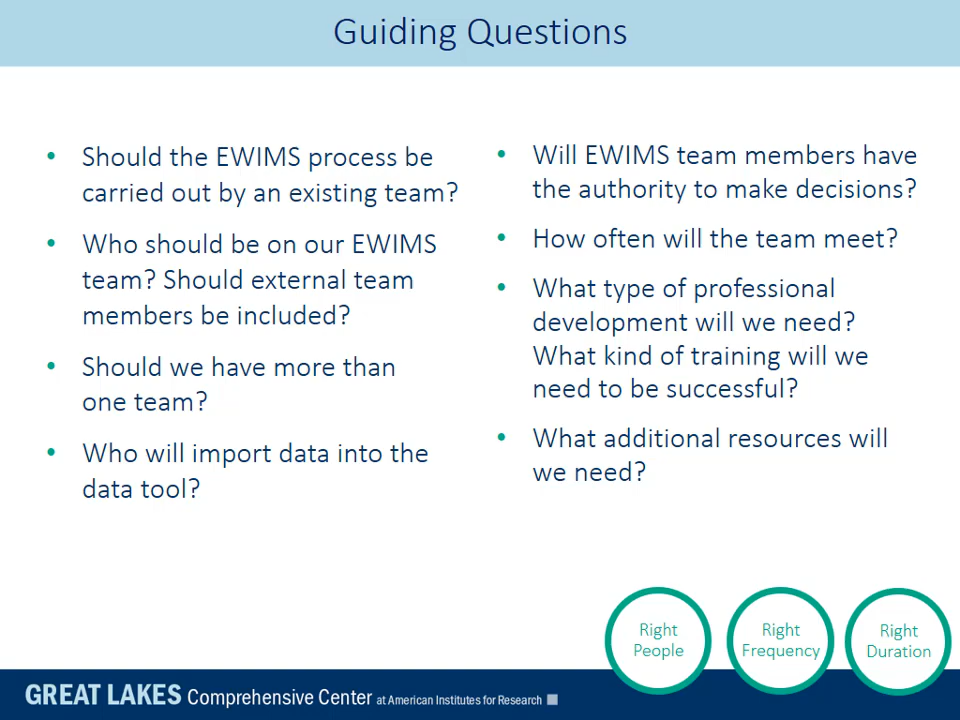 Guiding Questions
• Should the EWIMS process be
carried out by an existing team?
• Who should be on our EWIMS
team? Should external team
members be included?
• Should we have more than
one team?
• Who will import data into the
data tool?
• Will EWIMS team members have
the authority to make decisions?
• How often will the team meet?
• What type of professional
development will we need?
What kind of training will we
need to be successful?
• What additional resources will
we need?
Right
People
Right
Frequency
Right
Duration
GREAT LAKES Comprehensive Center at American Institutes for Research